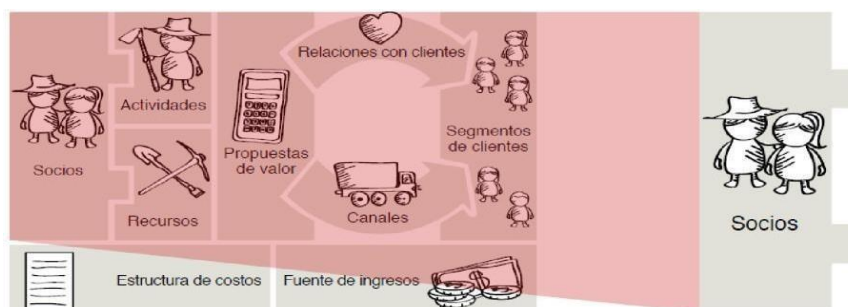 Relaciones con clientes
Actividades
Socios
Propuestas
de valor
Segmentos
de clientes
Recursos
Canales
Socios
Estructura de costos
Fuente de ingresos